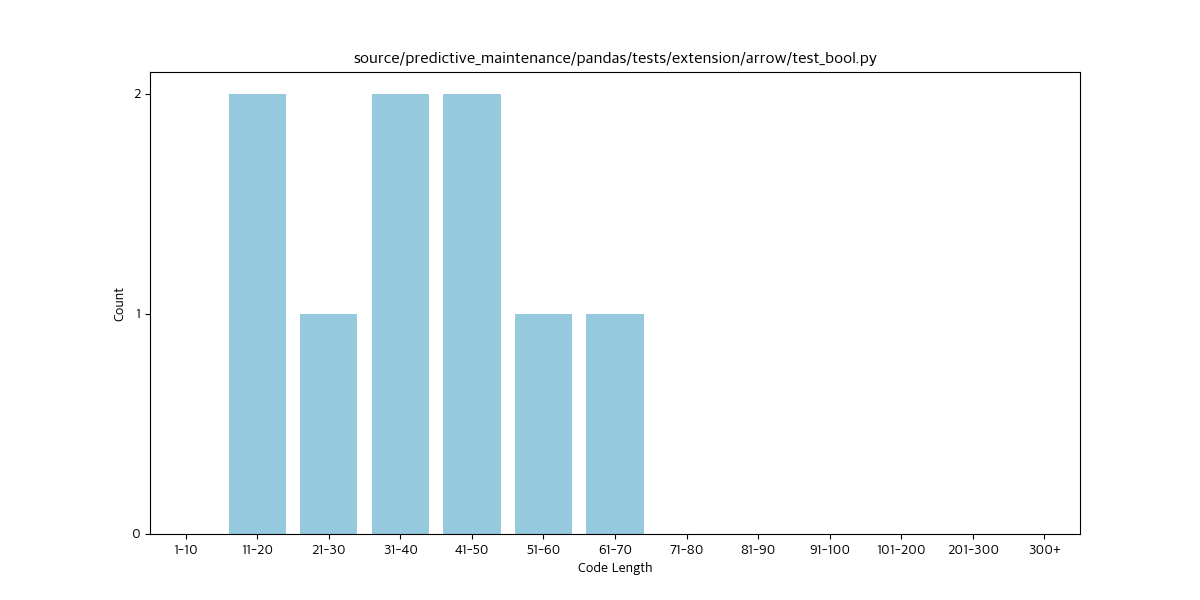 source/predictive_maintenance/pandas/tests/extension/arrow/test_bool.py
2
1
0
Count
1-10 11-20 21-30 31-40 41-50 51-60 61-70 71-80 81-90 91-100 101-200 201-300 300+
Code Length